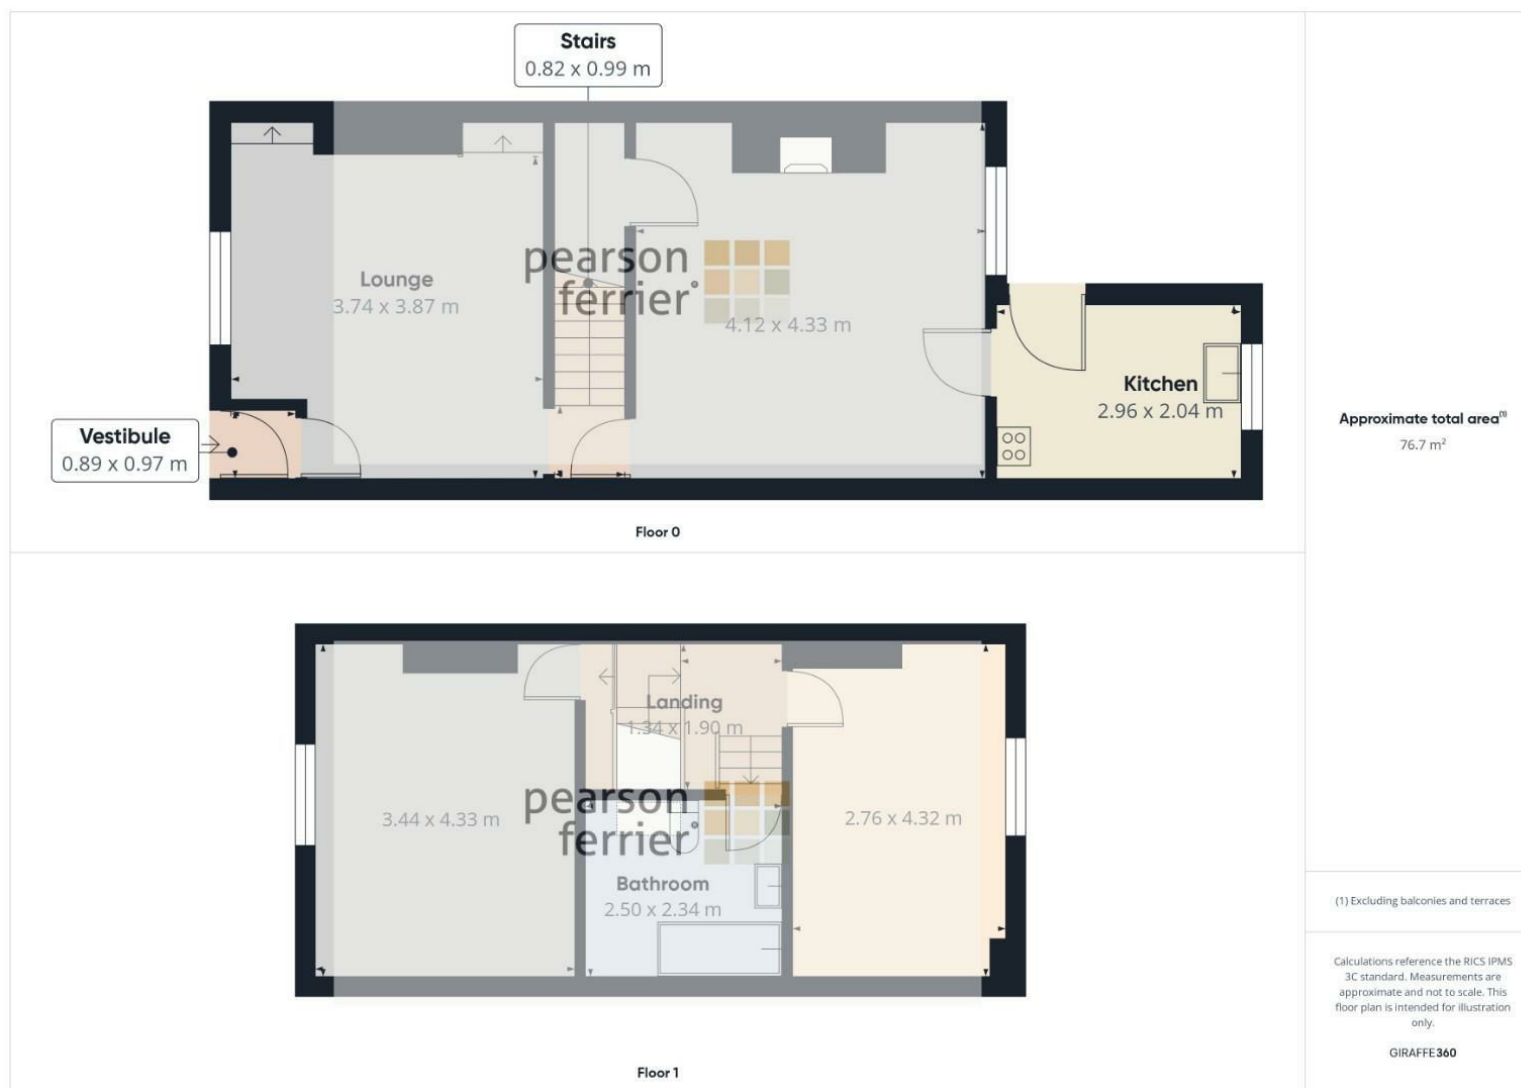 Stairs
0.82 x 0.99 m
pearson
ferrier
Lounge
3.74 x 3.87 m
4.12 x 4.33 m
Kitchen
2.96 x 2.04 m
Vestibule
0.89 x 0.97 m
Floor 0
Approximate total area(1)
76.7 m²
Landing
1.34 x 1.90 m
pearson
ferrier
3.44 x 4.33 m
2.76 x 4.32 m
Bathroom
2.50 x 2.34 m
Floor 1
(1) Excluding balconies and terraces
Calculations reference the RICS IPMS
3C standard. Measurements are
approximate and not to scale. This
floor plan is intended for illustration
only.
GIRAFFE360